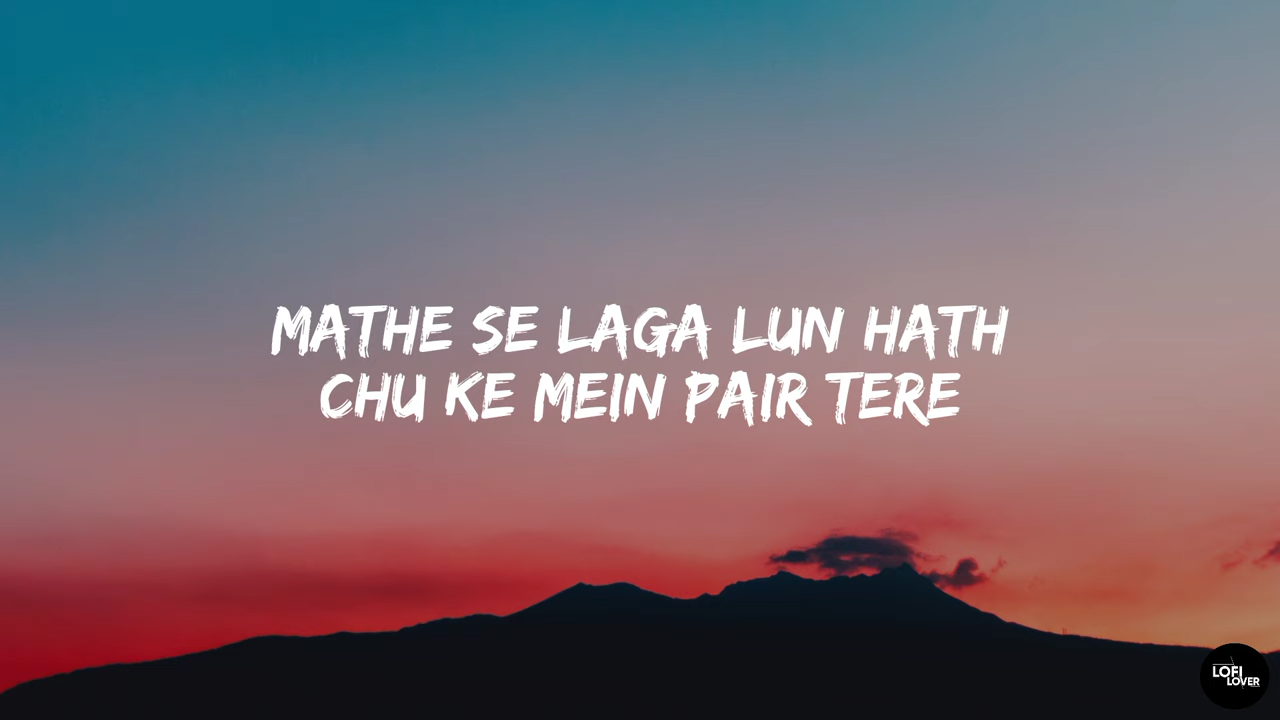 MATHE SE LAGA LUN HATH
CHU KE MEIN PAIR TERE
LOFI
LOVER